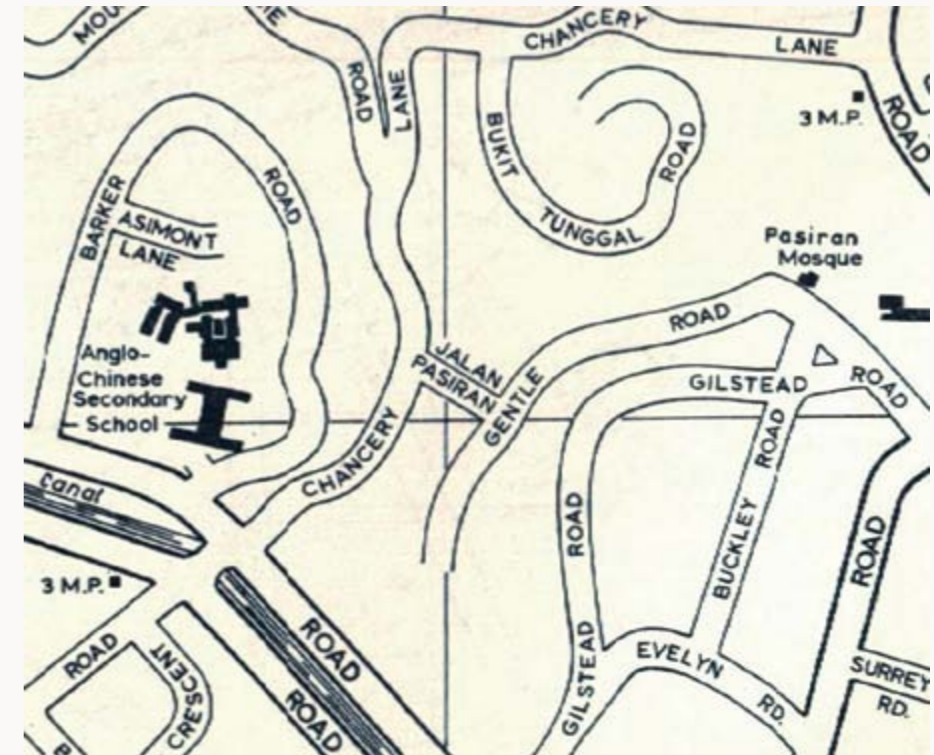 MOU
ROAD
LANE
CHANCERY
LANE
3 M.P.
ROAD
BUKIT
TUNGGAL
ROAD
BARKER
ROAD
ASIMONT
LANE
Pasiran
Mosque
Anglo-
Chinese
Secondary
School
JALAN
PASIRAN
GENTLE
ROAD
GILSTEAD
ROAD
CHANCERY
Canal
3 M.P.
ROAD
BUCKLEY
ROAD
ROAD
GILSTEAD
EVELYN
RD.
SURREY
RD.
ROAD
CRESCENT
ROAD
ROAD